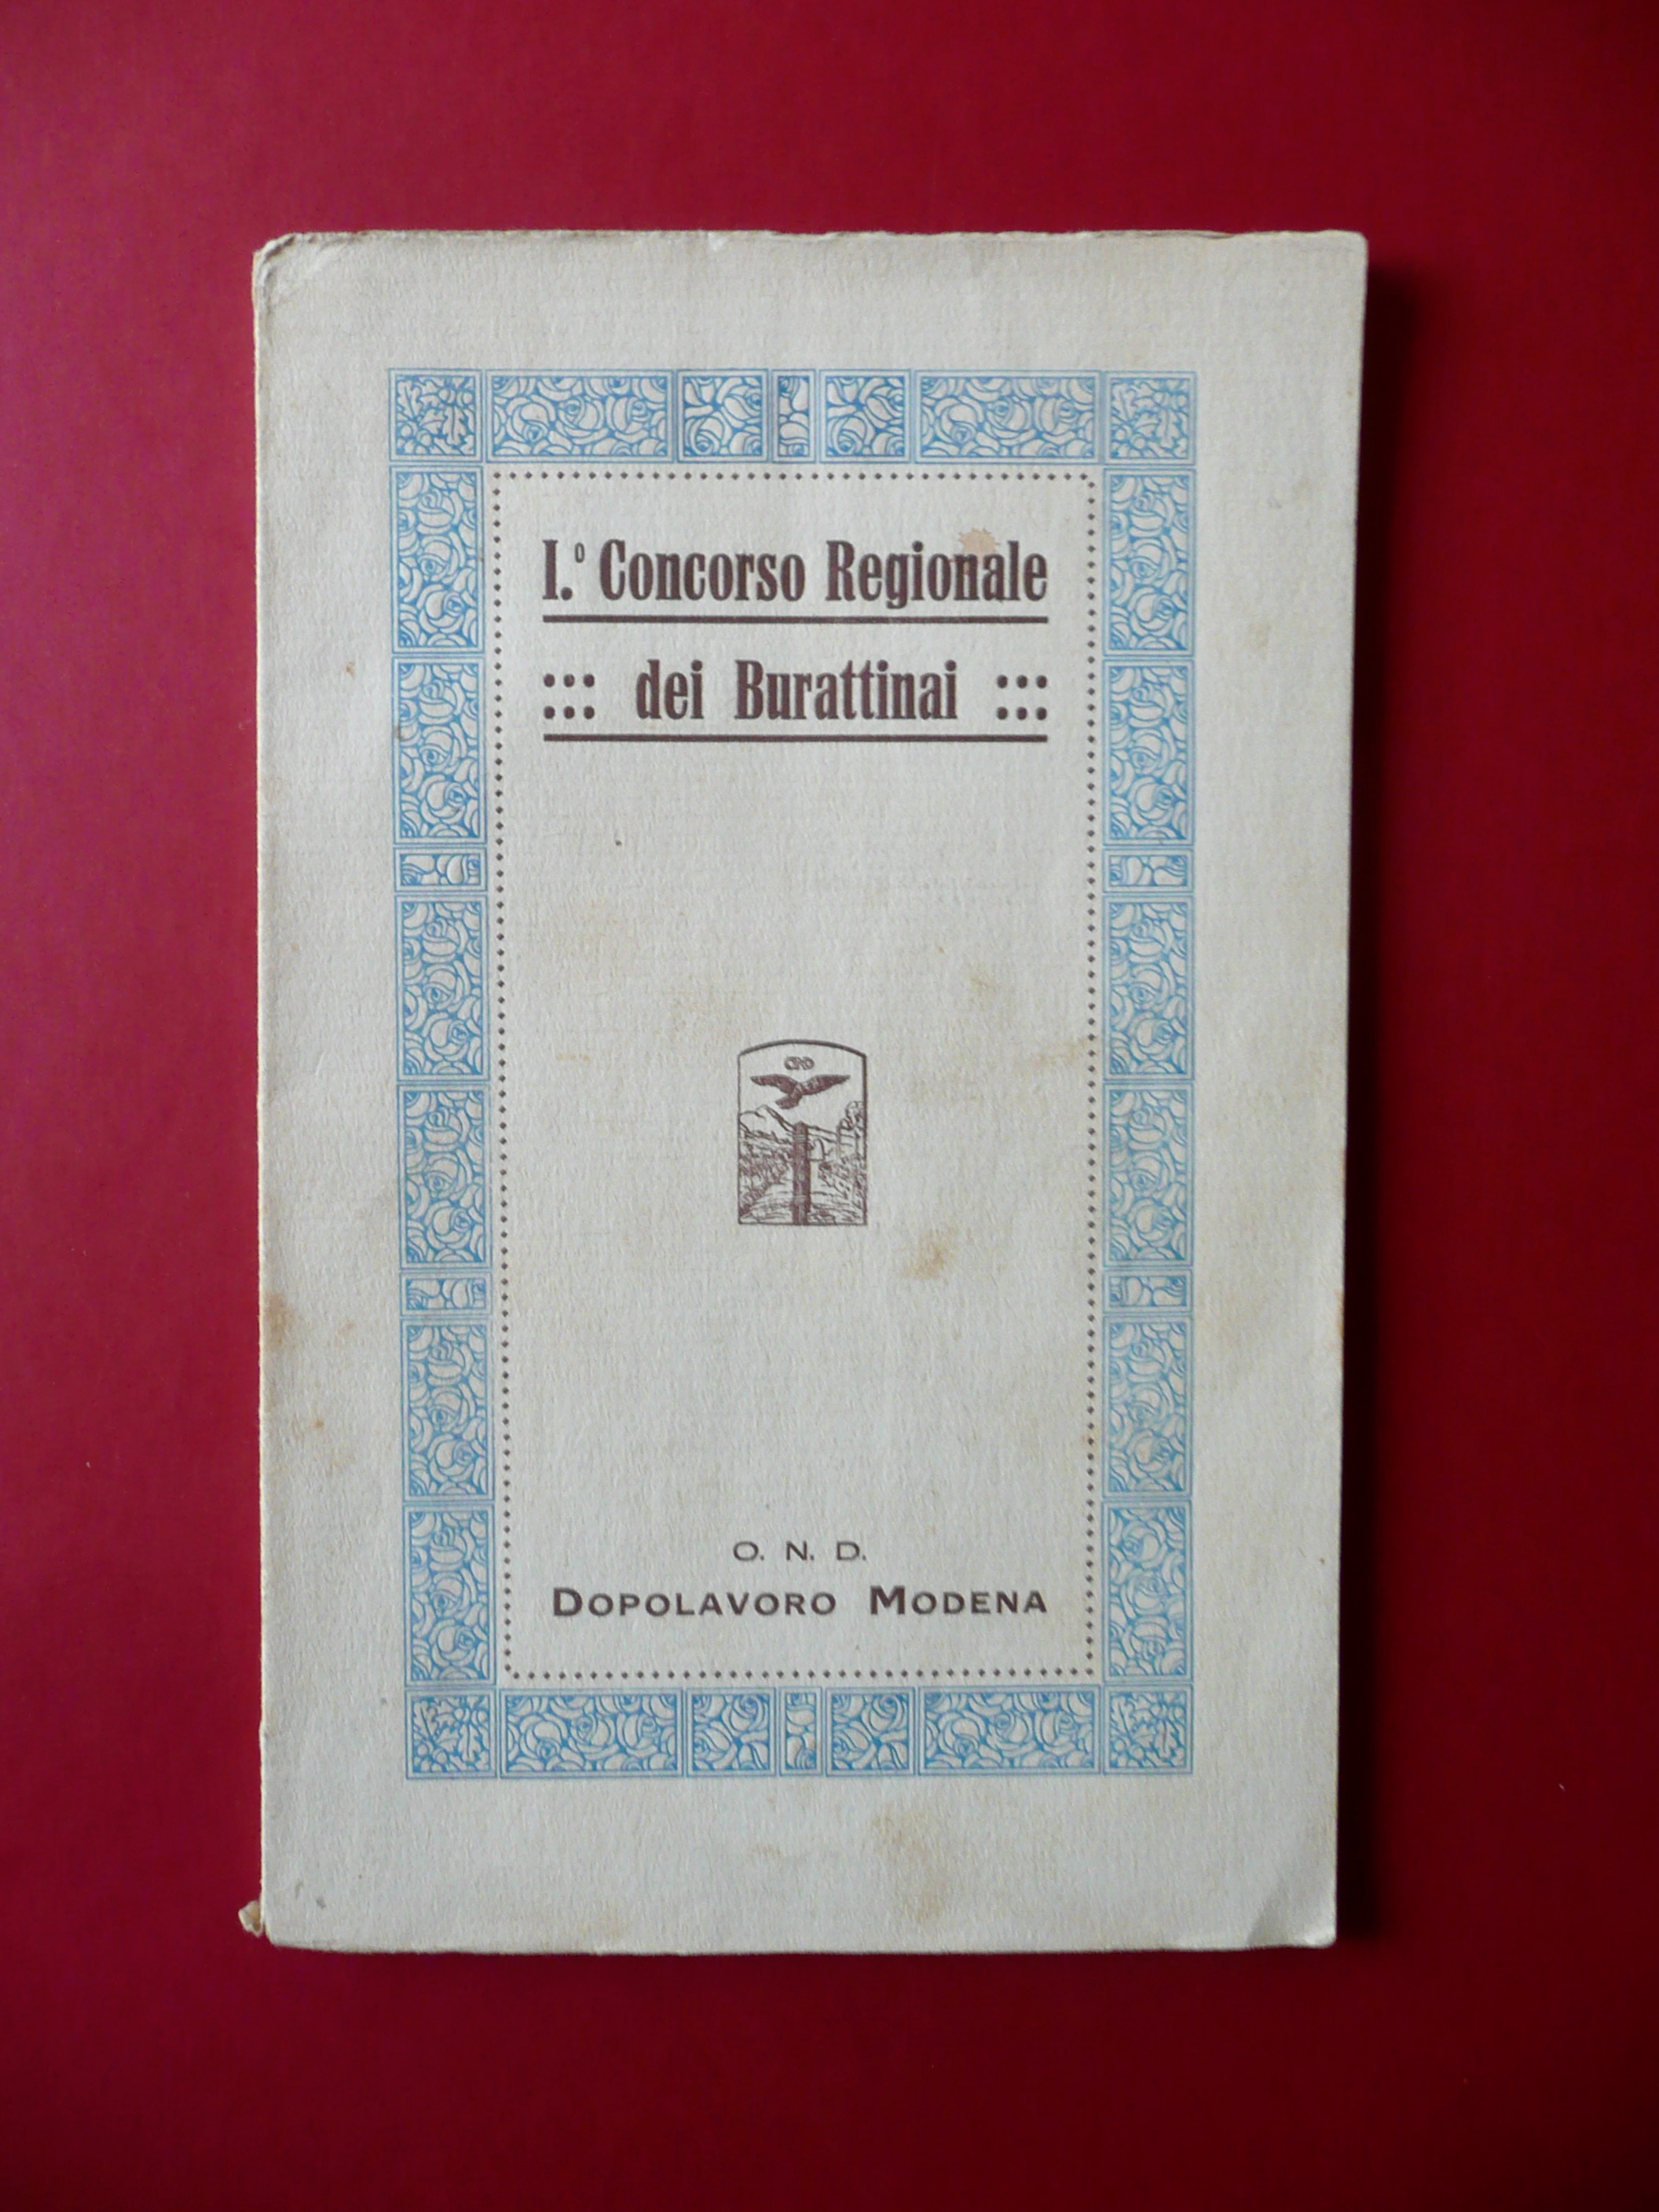 I.º Concorso Regionale
::: dei Burattinai :::
O. N. D.
DOPOLAVORO MODENA